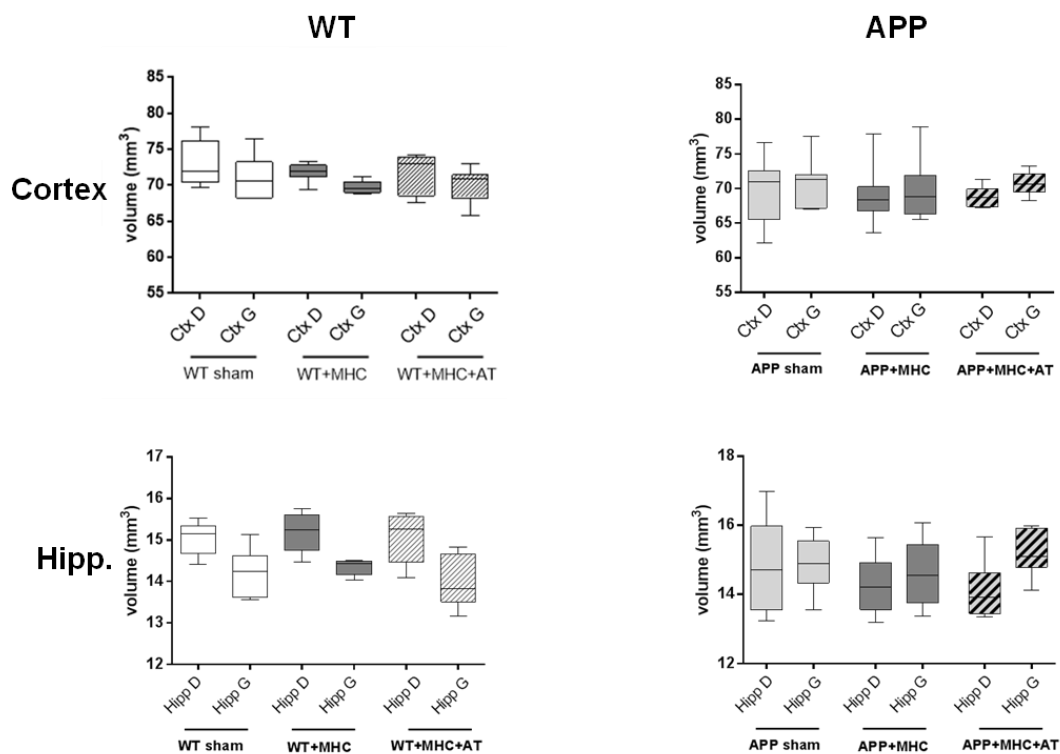 WT
APP
Cortex
volume (mm3)
85
80
75
70
65
60
55
Ctx D
Ctx G
Ctx D
Ctx G
Ctx D
Ctx G
WT sham
WT+MHC
WT+MHC+AT
volume (mm3)
85
80
75
70
65
60
55
Ctx D
Ctx G
Ctx D
Ctx G
Ctx D
Ctx G
APP sham
APP+MHC
APP+MHC+AT
Hipp.
volume (mm3)
17
16
15
14
13
12
Hipp D
Hipp G
Hipp D
Hipp G
Hipp D
Hipp G
WT sham
WT+MHC
WT+MHC+AT
volume (mm3)
18
16
14
12
Hipp D
Hipp G
Hipp D
Hipp G
Hipp D
Hipp G
APP sham
APP+MHC
APP+MHC+AT